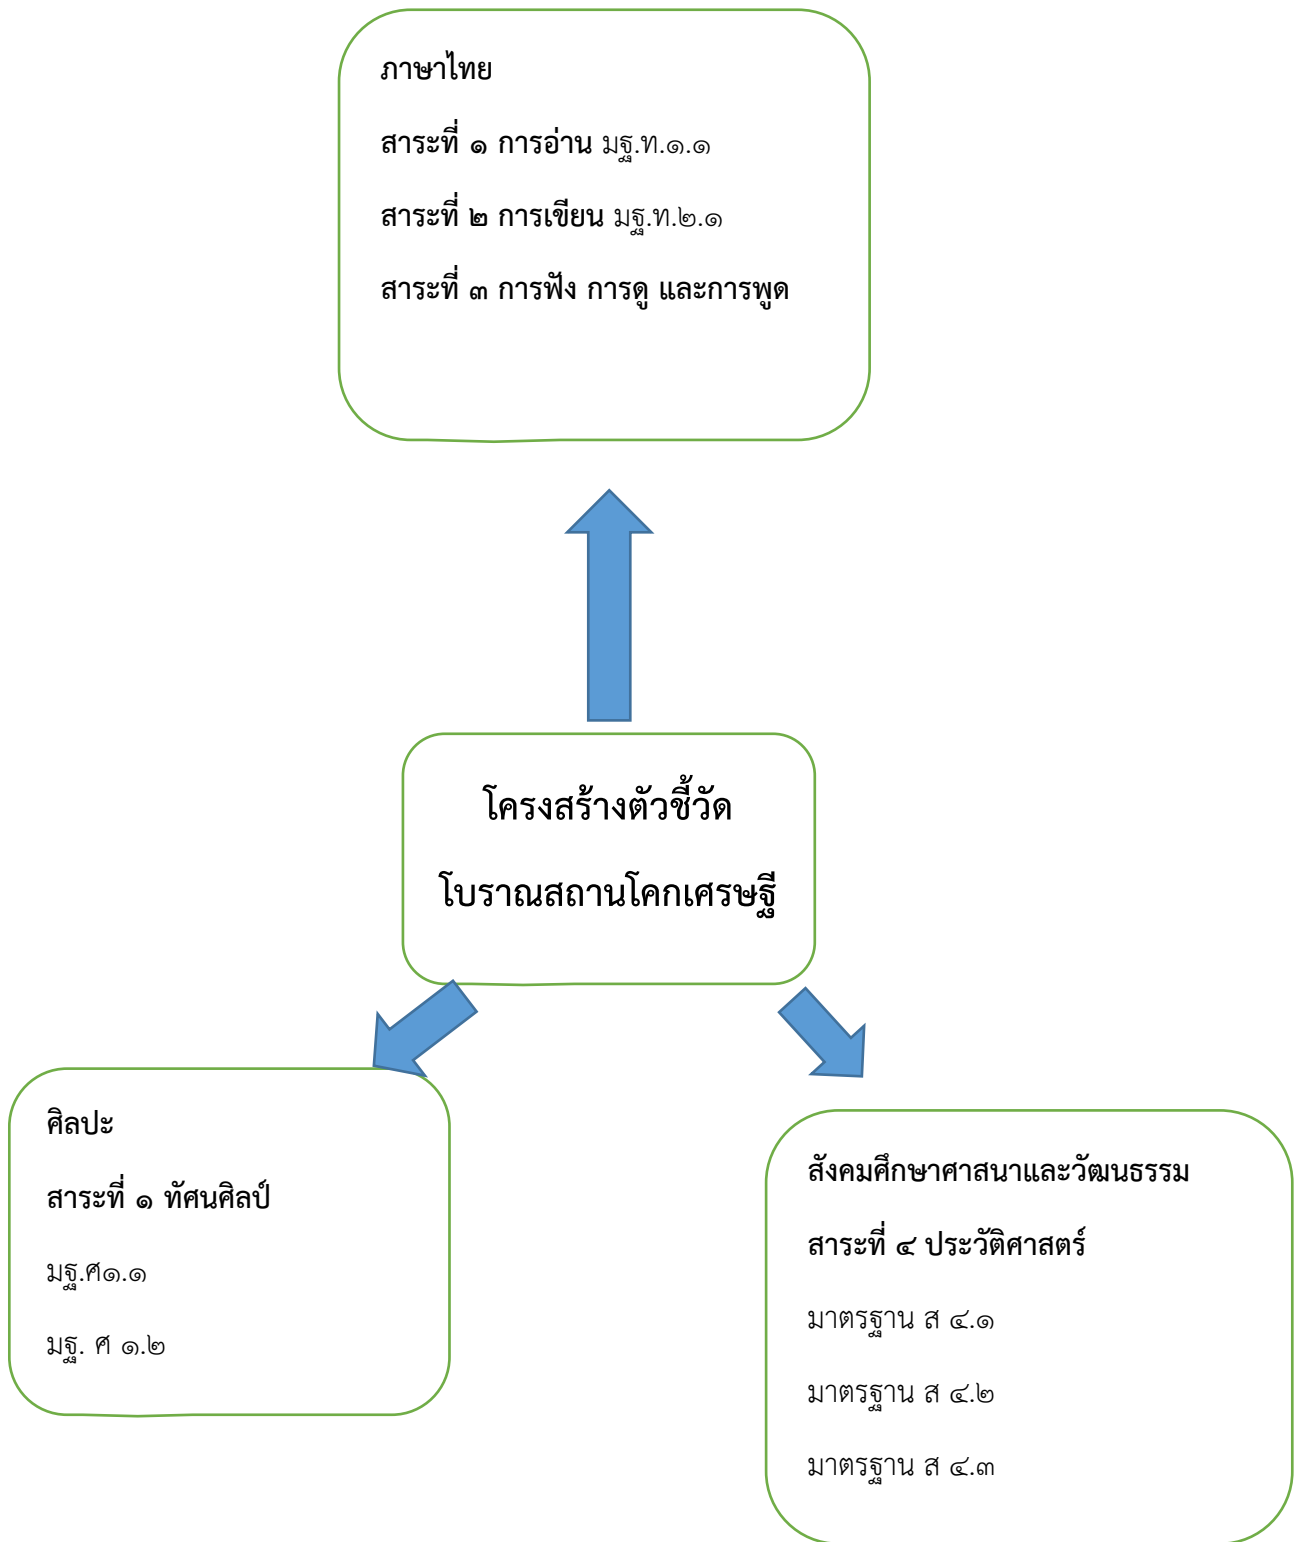 ภาษาไทย
สาระที่ ๑ การอ่าน มฐ.ท.๑.๑
สาระที่ ๒ การเขียน มฐ.ท.๒.๑
สาระที่ ๓ การฟัง การดู และการพูด
โครงสร้างตัวชี้วัด
โบราณสถานโคกเศรษฐี
ศิลปะ
สาระที่ ๑ ทัศนศิลป์
มฐ.ศ๑.๑
มฐ. ศ ๑.๒
สังคมศึกษาศาสนาและวัฒนธรรม
สาระที่ ๔ ประวัติศาสตร์
มาตรฐาน ส ๔.๑
มาตรฐาน ส ๔.๒
มาตรฐาน ส ๔.๓